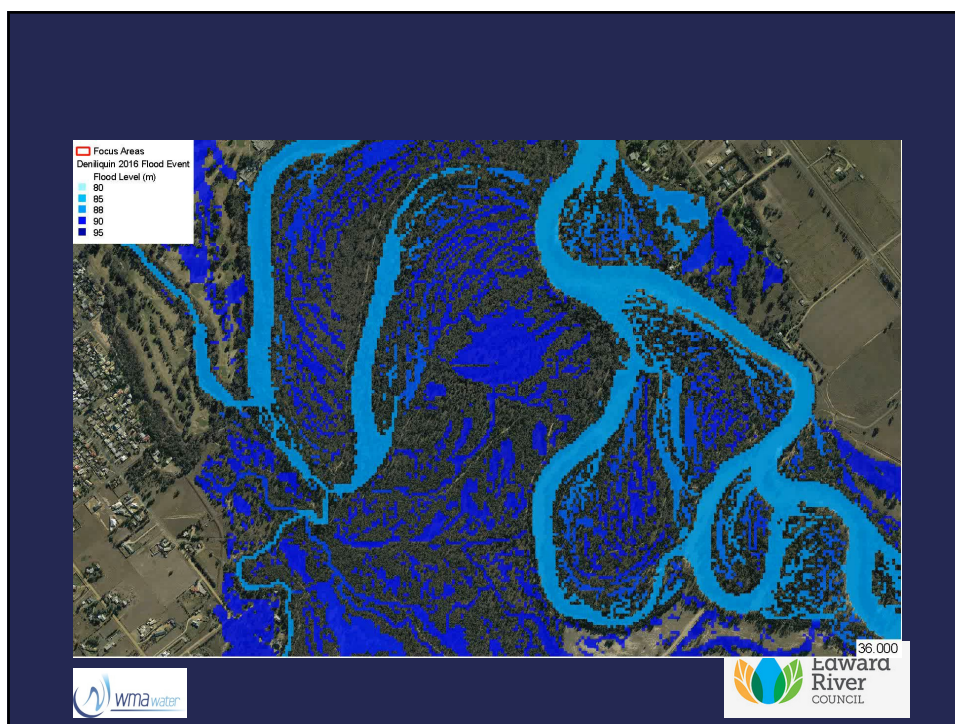 Focus Areas
Deniliquin 2016 Flood Event
Flood Level (m)
80
85
88
90
95
36.000
wma water
Edward
River
COUNCIL